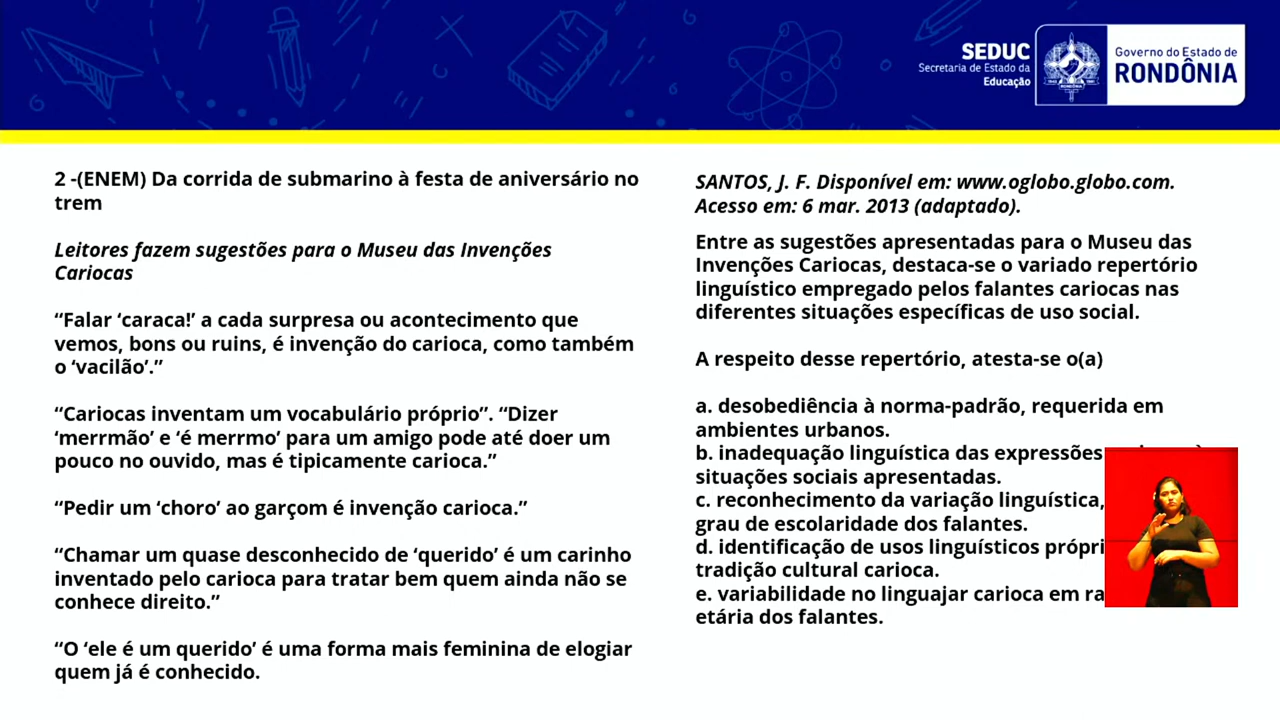 SEDUC
Secretaria de Estado da
Educação
Governo do Estado de
RONDÔNIA
2 -(ENEM) Da corrida de submarino à festa de aniversário no
trem
Leitores fazem sugestões para o Museu das Invenções
Cariocas
“Falar ‘caraca!’ a cada surpresa ou acontecimento que
vemos, bons ou ruins, é invenção do carioca, como também
o ‘vacilão’.”
“Cariocas inventam um vocabulário próprio”. “Dizer
‘merrmão’ e ‘é merrmo’ para um amigo pode até doer um
pouco no ouvido, mas é tipicamente carioca.”
“Pedir um ‘choro’ ao garçom é invenção carioca.”
“Chamar um quase desconhecido de ‘querido’ é um carinho
inventado pelo carioca para tratar bem quem ainda não se
conhece direito.”
“O ‘ele é um querido’ é uma forma mais feminina de elogiar
quem já é conhecido.
SANTOS, J. F. Disponível em: www.oglobo.globo.com.
Acesso em: 6 mar. 2013 (adaptado).
Entre as sugestões apresentadas para o Museu das
Invenções Cariocas, destaca-se o variado repertório
linguístico empregado pelos falantes cariocas nas
diferentes situações específicas de uso social.
A respeito desse repertório, atesta-se o(a)
a. desobediência à norma-padrão, requerida em
ambientes urbanos.
b. inadequação linguística das expressões
situações sociais apresentadas.
c. reconhecimento da variação linguística,
grau de escolaridade dos falantes.
d. identificação de usos linguísticos
tradição cultural carioca.
e. variabilidade no linguajar carioca em
etária dos falantes.